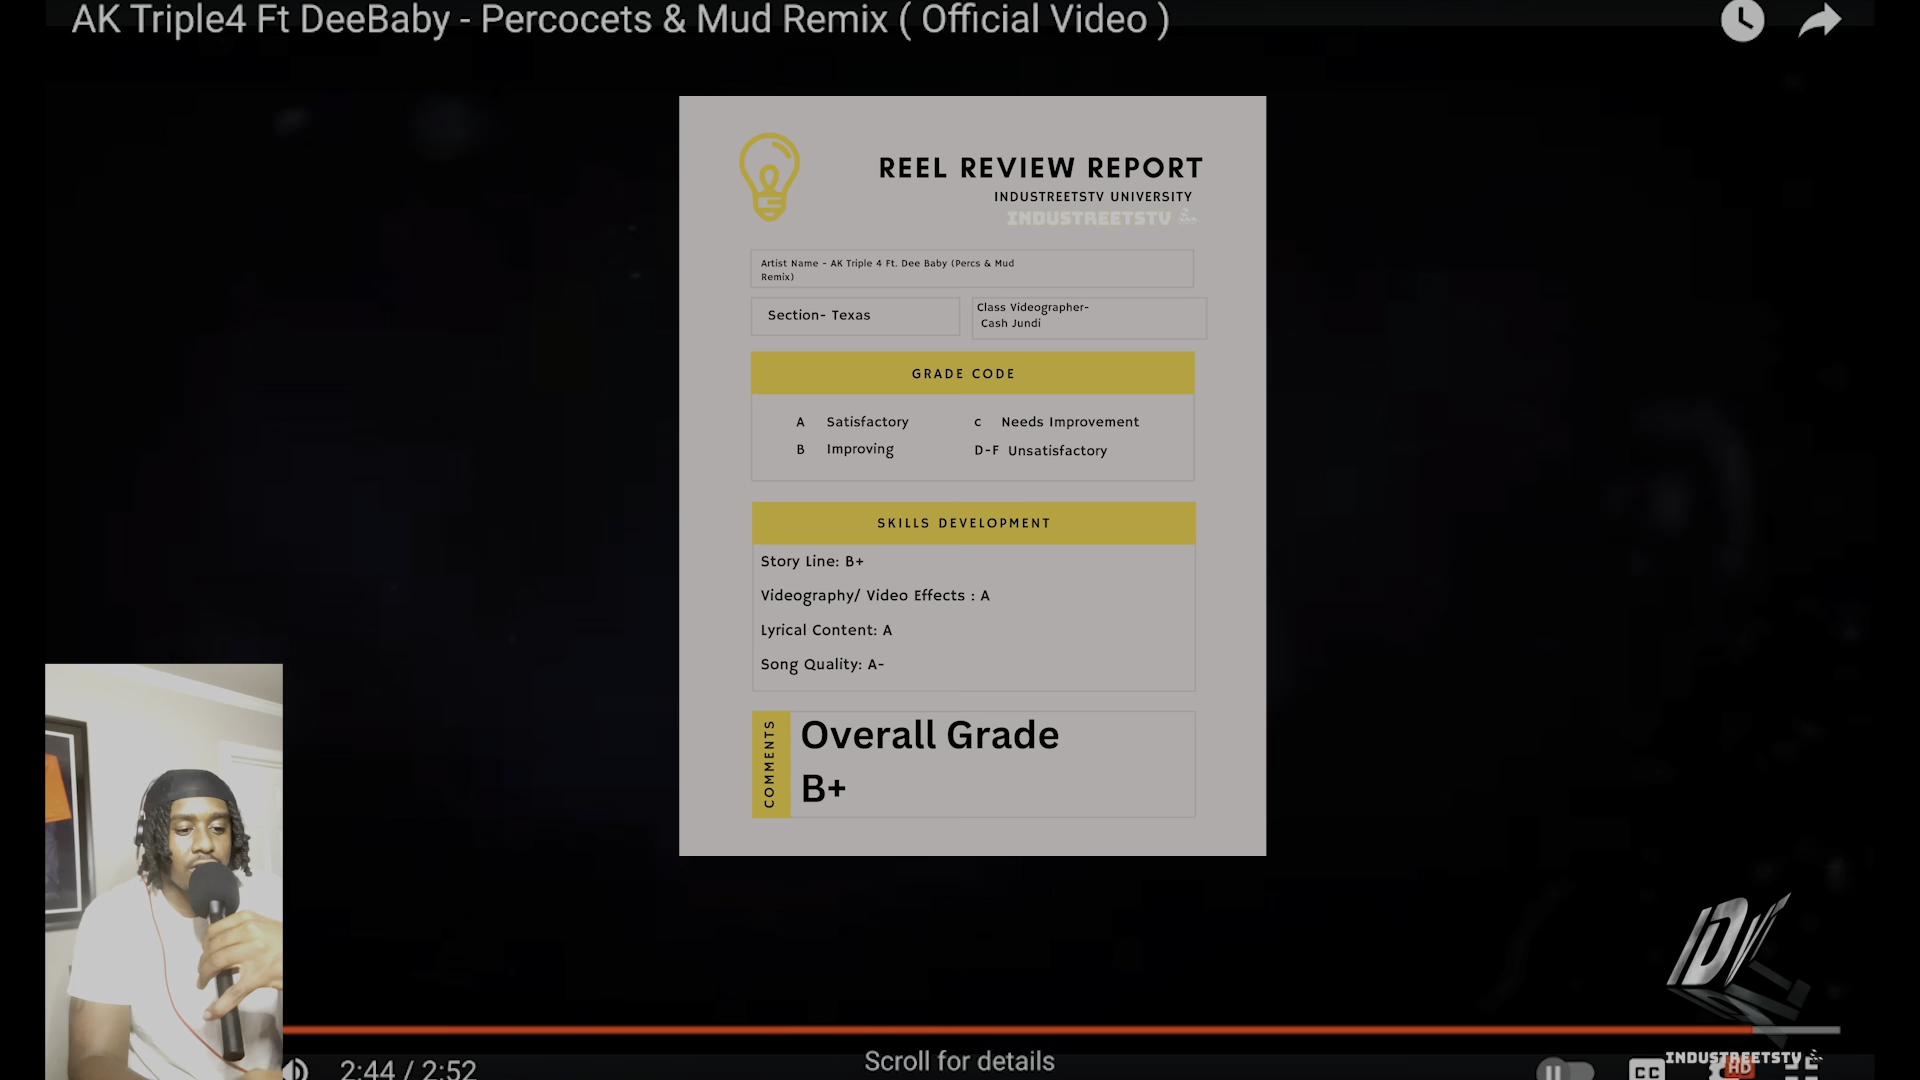 AK Triple4 Ft DeeBaby - Percocets & Mud Remix ( Official Video )
REEL REVIEW REPORT
INDUSTREETSTV UNIVERSITY
INDUSTREETSTV
Artist Name - AK Triple 4 Ft. Dee Baby (Percs & Mud
Remix)
Section- Texas
Class Videographer-
Cash Jundi
GRADE CODE
A Satisfactory
C Needs Improvement
B Improving
D-F Unsatisfactory
SKILLS DEVELOPMENT
Story Line: B+
Videography/ Video Effects : A
Lyrical Content: A
Song Quality: A-
COMMENTS
Overall Grade
B+
2:44 / 2:52
Scroll for details
CC
HD
INDUSTREETSTV